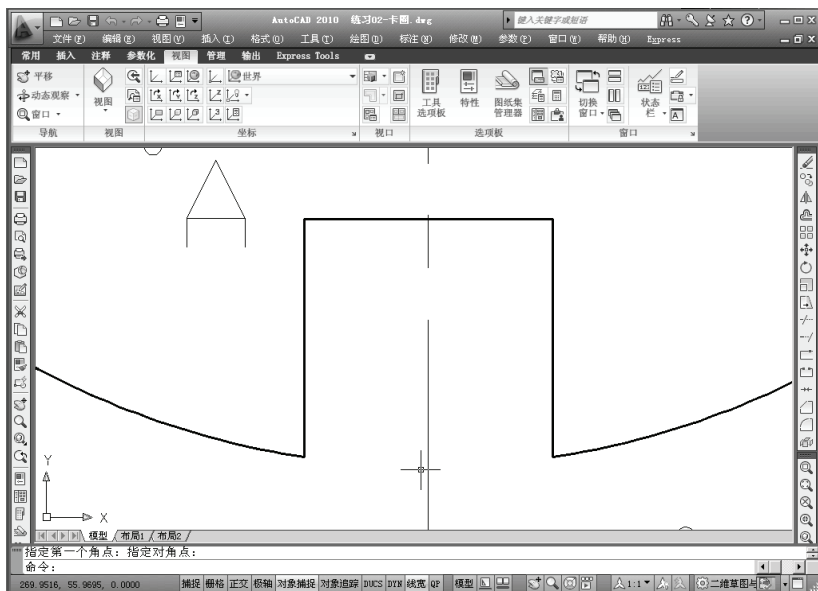 AutoCAD 2010 练习02-卡圈.dwg 键入关键字或短语
文件(F) 编辑(E) 视图(V) 插入(I) 格式(O) 工具(T) 绘图(D) 标注(N) 修改(M) 参数(P) 窗口(W) 帮助(H) Express
常用 插入 注释 参数化 视图 管理 输出 Express Tools
平移
动态观察
窗口
视图
世界
工具选项板
特性
图纸集管理器
切换窗口
状态栏
导航 视图 坐标 视口 选项板 窗口
Y
X
模型 布局1 布局2
指定第一个角点: 指定对角点:
命令:
269.9516, 55.9695, 0.0000 捕捉 栅格 正交 极轴 对象捕捉 对象追踪 DUCS DYN 线宽 QP 模型 1:1 二维草图与